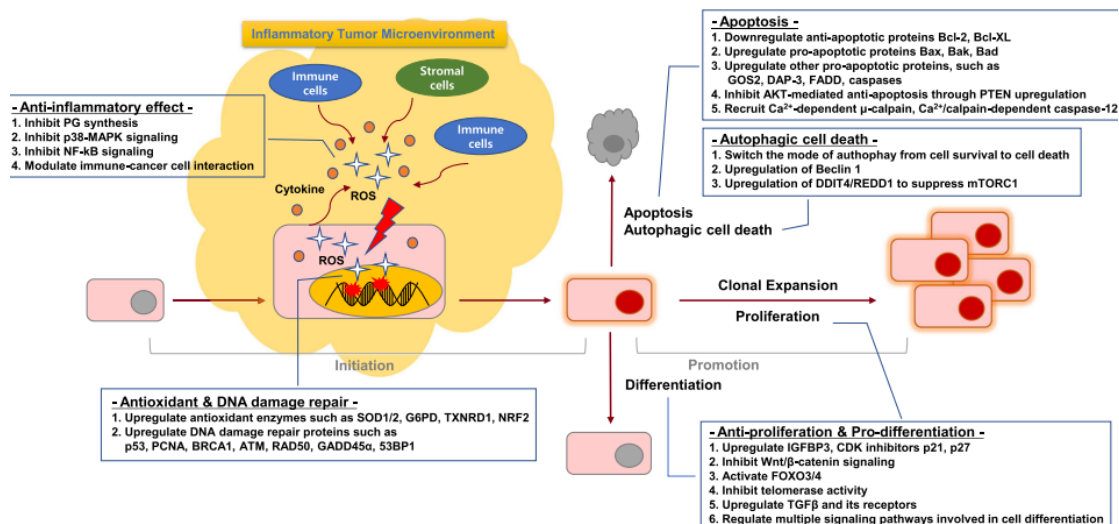 Inflammatory Tumor Microenvironment
Immune
cells
Stromal
cells
Immune
cells
Cytokine
ROS
ROS
- Anti-inflammatory effect -
1. Inhibit PG synthesis
2. Inhibit p38-MAPK signaling
3. Inhibit NF-kB signaling
4. Modulate immune-cancer cell interaction
- Apoptosis -
1. Downregulate anti-apoptotic proteins Bcl-2, Bcl-XL
2. Upregulate pro-apoptotic proteins Bax, Bak, Bad
3. Upregulate other pro-apoptotic proteins, such as
GOS2, DAP-3, FADD, caspases
4. Inhibit AKT-mediated anti-apoptosis through PTEN upregulation
5. Recruit Ca²⁺-dependent μ-calpain, Ca²⁺/calpain-dependent caspase-12
- Autophagic cell death -
1. Switch the mode of authophay from cell survival to cell death
2. Upregulation of Beclin 1
3. Upregulation of DDIT4/REDD1 to suppress mTORC1
Apoptosis
Autophagic cell death
Clonal Expansion
Proliferation
Initiation
Promotion
Differentiation
- Antioxidant & DNA damage repair -
1. Upregulate antioxidant enzymes such as SOD1/2, G6PD, TXNRD1, NRF2
2. Upregulate DNA damage repair proteins such as
p53, PCNA, BRCA1, ATM, RAD50, GADD45α, 53BP1
- Anti-proliferation & Pro-differentiation -
1. Upregulate IGFBP3, CDK inhibitors p21, p27
2. Inhibit Wnt/β-catenin signaling
3. Activate FOXO3/4
4. Inhibit telomerase activity
5. Upregulate TGFβ and its receptors
6. Regulate multiple signaling pathways involved in cell differentiation